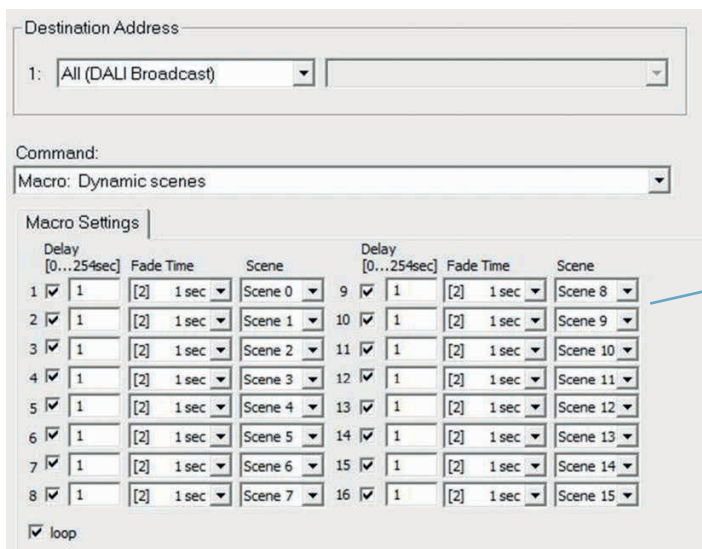 Destination Address
1: All (DALI Broadcast)
Command:
Macro: Dynamic scenes
Macro Settings
Delay Delay
[0...254sec] Fade Time Scene [0...254sec] Fade Time Scene
1 1 [2] 1 sec Scene 0 9 1 [2] 1 sec Scene 8
2 1 [2] 1 sec Scene 1 10 1 [2] 1 sec Scene 9
3 1 [2] 1 sec Scene 2 11 1 [2] 1 sec Scene 10
4 1 [2] 1 sec Scene 3 12 1 [2] 1 sec Scene 11
5 1 [2] 1 sec Scene 4 13 1 [2] 1 sec Scene 12
6 1 [2] 1 sec Scene 5 14 1 [2] 1 sec Scene 13
7 1 [2] 1 sec Scene 6 15 1 [2] 1 sec Scene 14
8 1 [2] 1 sec Scene 7 16 1 [2] 1 sec Scene 15
loop